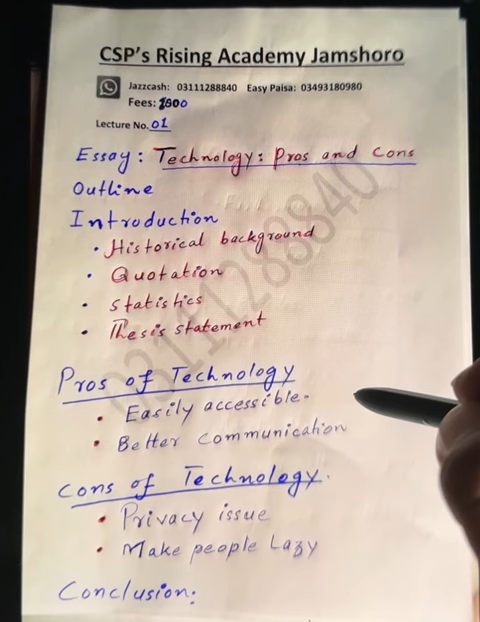 CSP's Rising Academy Jamshoro
Jazzcash: 03111288840 Easy Paisa: 03493180980
Fees:
Lecture No. 01
Essay: Technology: Pros and Cons
Outline
Introduction
• Historical background
• Quotation
• Statistics
• Thesis statement
03111288840
Pros of Technology
• Easily accessible.
• Better communication
Cons of Technology.
• Privacy issue
• Make people Lazy
Conclusion: